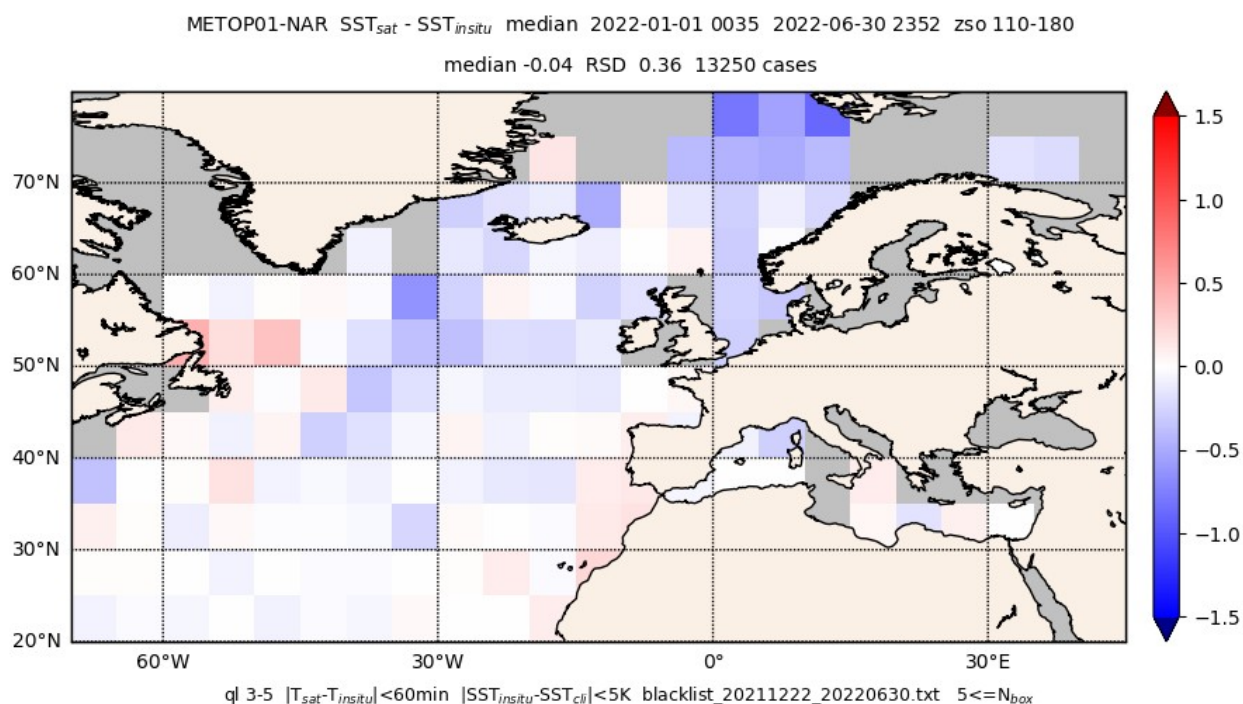 METOP01-NAR SST_sat - SST_insitu median 2022-01-01 0035 2022-06-30 2352 zso 110-180
median -0.04 RSD 0.36 13250 cases
70°N
60°N
50°N
40°N
30°N
20°N
60°W 30°W 0° 30°E
1.5
1.0
0.5
0.0
−0.5
−1.0
−1.5
ql 3-5 |T_sat-T_insitu|<60min |SST_insitu-SST_cli|<5K blacklist_20211222_20220630.txt 5<=N_box